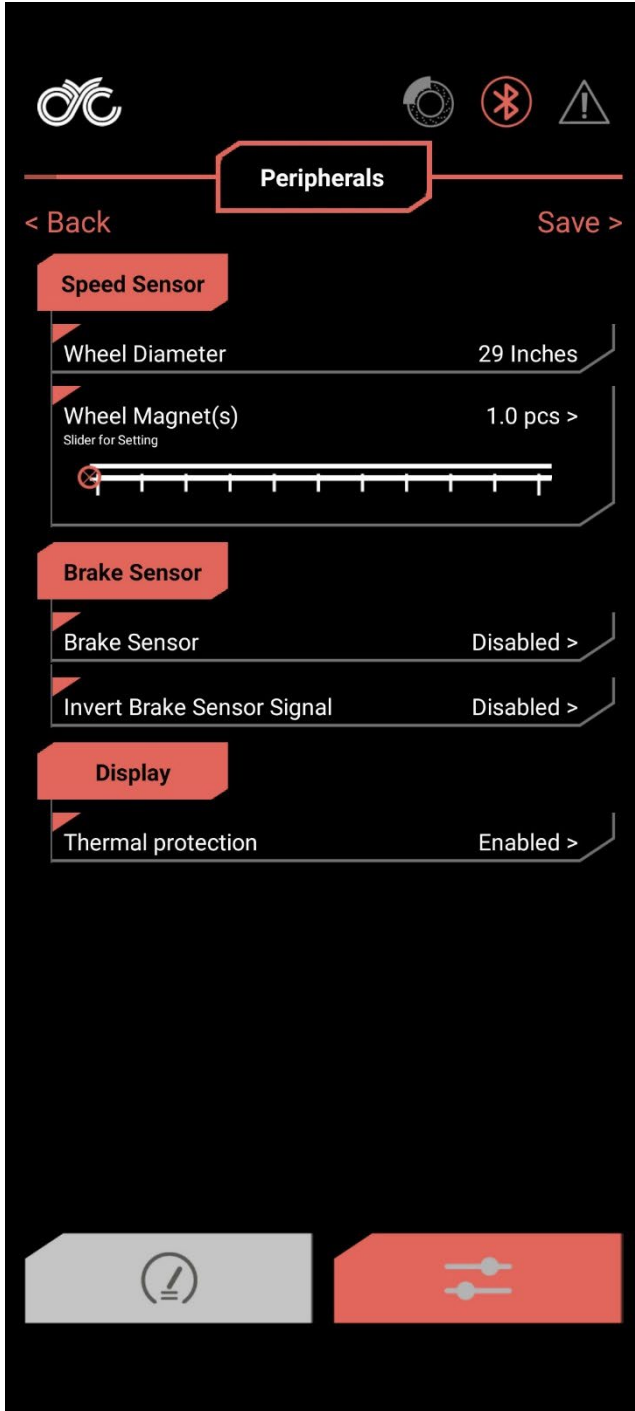 CYC
Peripherals
< Back
Save >
Speed Sensor
Wheel Diameter 29 Inches
Wheel Magnet(s) 1.0 pcs >
Slider for Setting
Brake Sensor
Brake Sensor Disabled >
Invert Brake Sensor Signal Disabled >
Display
Thermal protection Enabled >